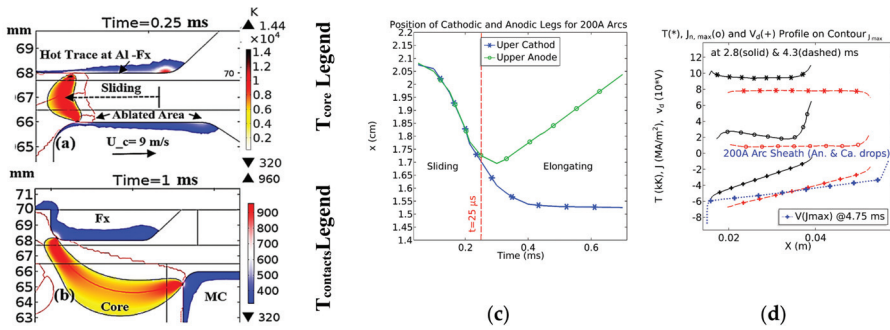 Time=0.25 ms
K
1.44
×10⁴
mm
Hot Trace at Al -Fx
70
69
68
67
66
65
Sliding
Ablated Area
(a)
U_c= 9 m/s
1.4
1.2
1
0.8
0.6
0.4
0.2
320
960
T core Legend
mm
Time=1 ms
71
70
69
68
67
66
65
64
63
Fx
(b)
Core
MC
900
800
700
600
500
400
320
T contacts Legend
Position of Cathodic and Anodic Legs for 200A Arcs
Uper Cathod
Upper Anode
x (cm)
2.1
2.05
2
1.95
1.9
1.85
1.8
1.75
1.7
1.65
1.6
1.55
1.5
1.45
1.4
Sliding
Elongating
t=25 µs
0.2 0.4 0.6
Time (ms)
(c)
T(*), J n, max(o) and V d(+) Profile on Contour J max
at 2.8(solid) & 4.3(dashed) ms
T (kK), J (MA/m²), v d (10*V)
12
10
8
6
4
2
0
-2
-4
-6
-8
200A Arc Sheath (An. & Ca. drops)
V(Jmax) @4.75 ms
0.02 0.04 0.06
X (m)
(d)